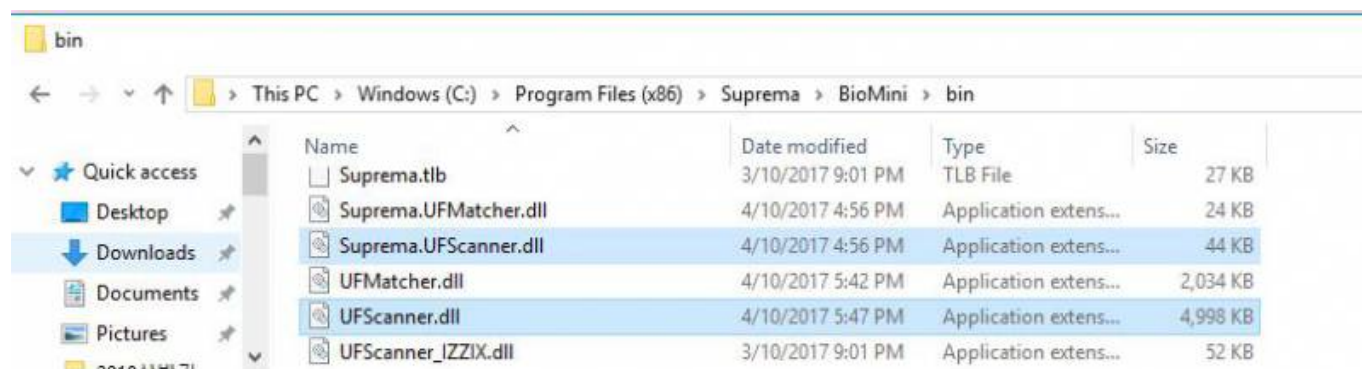 bin
This PC > Windows (C:) > Program Files (x86) > Suprema > BioMini > bin
Name Date modified Type Size
Quick access
Suprema.tlb 3/10/2017 9:01 PM TLB File 27 KB
Desktop
Suprema.UFMatcher.dll 4/10/2017 4:56 PM Application extens... 24 KB
Downloads
Suprema.UFScanner.dll 4/10/2017 4:56 PM Application extens... 44 KB
Documents
UFMatcher.dll 4/10/2017 5:42 PM Application extens... 2,034 KB
UFScanner.dll 4/10/2017 5:47 PM Application extens... 4,998 KB
Pictures
UFScanner_IZZIX.dll 3/10/2017 9:01 PM Application extens... 52 KB